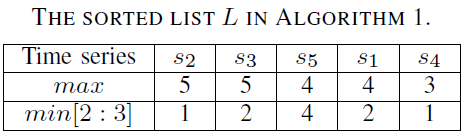 THE SORTED LIST L IN ALGORITHM 1.
Time series s2 s3 s5 s1 s4
max 5 5 4 4 3
min[2 : 3] 1 2 4 2 1